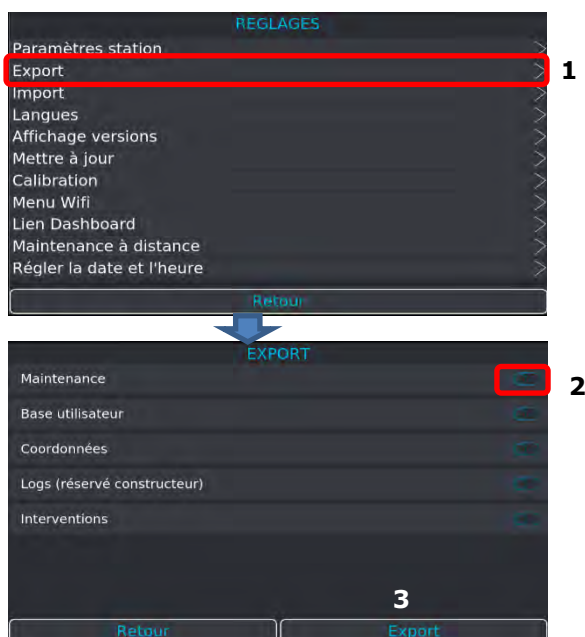 REGLAGES
Paramètres station >
Export > 1
Import >
Langues >
Affichage versions >
Mettre à jour >
Calibration >
Menu Wifi >
Lien Dashboard >
Maintenance à distance >
Régler la date et l'heure >
Retour
EXPORT
Maintenance 2
Base utilisateur
Coordonnées
Logs (réservé constructeur)
Interventions
3
Retour Export